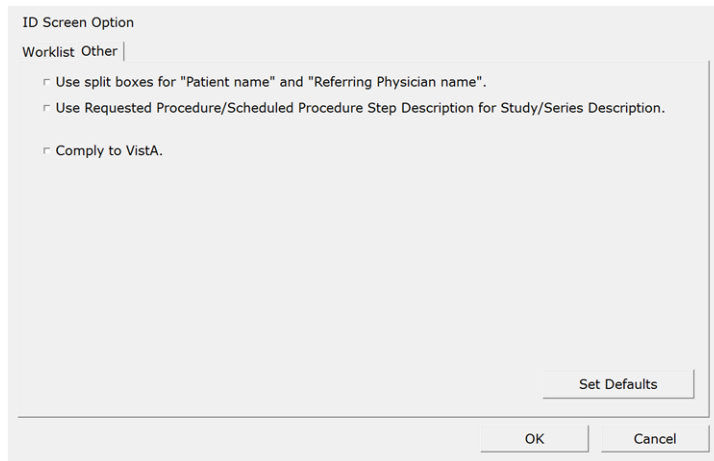 ID Screen Option
Worklist Other
Use split boxes for "Patient name" and "Referring Physician name".
Use Requested Procedure/Scheduled Procedure Step Description for Study/Series Description.
Comply to VistA.
Set Defaults
OK Cancel